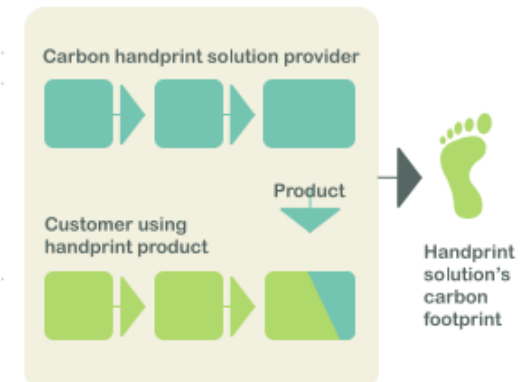 Carbon handprint solution provider
Product
Customer using
handprint product
Handprint
solution's
carbon
footprint